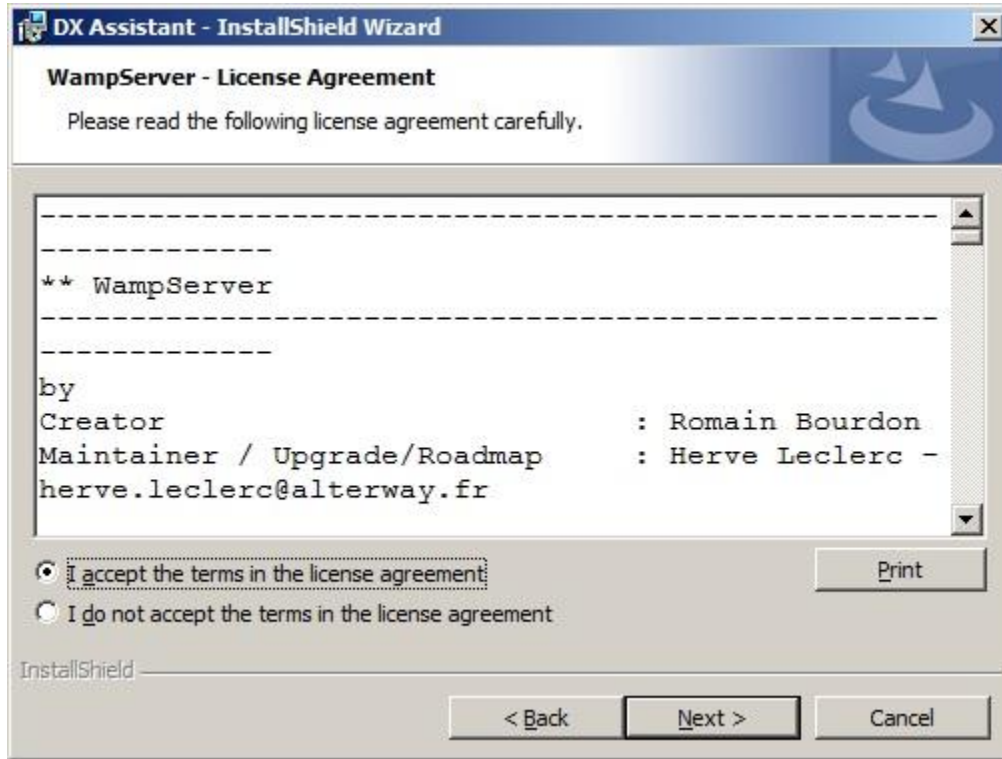 DX Assistant - InstallShield Wizard
WampServer - License Agreement
Please read the following license agreement carefully.
--------------------------------------------------
-------------
** WampServer
--------------------------------------------------
-------------
by
Creator : Romain Bourdon
Maintainer / Upgrade/Roadmap : Herve Leclerc -
herve.leclerc@alterway.fr
I accept the terms in the license agreement
Print
I do not accept the terms in the license agreement
InstallShield
< Back Next > Cancel